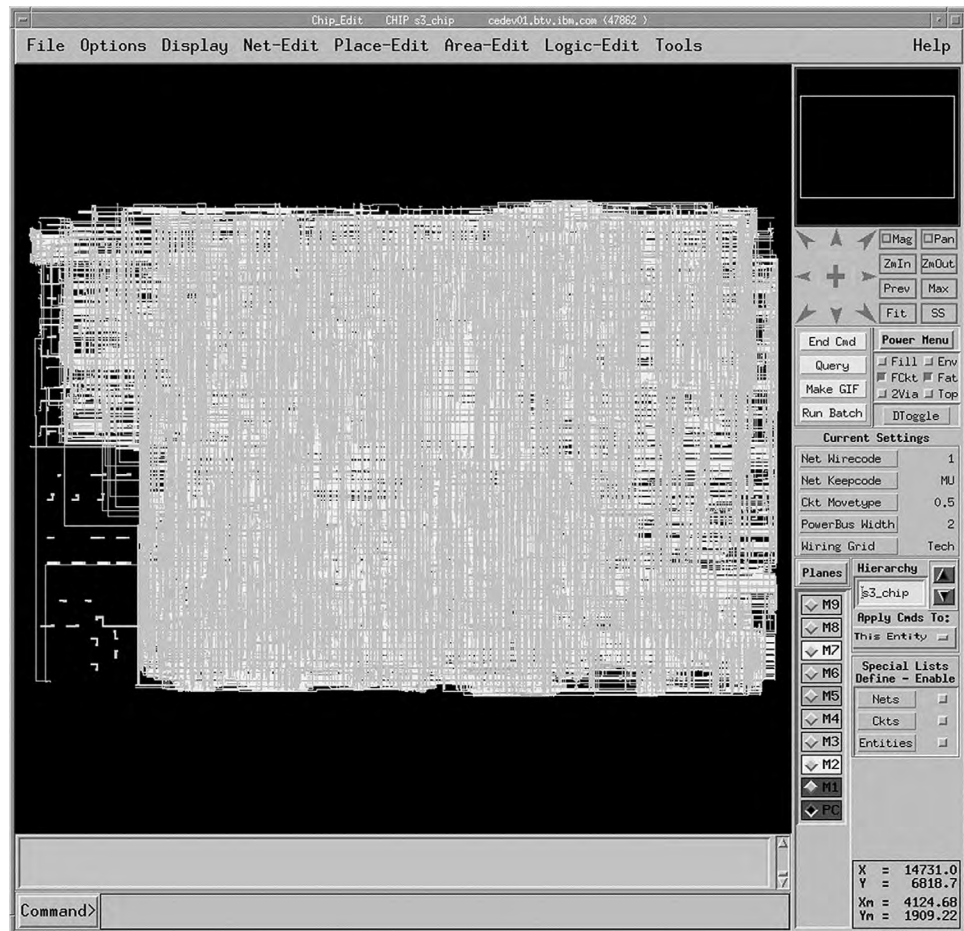 Chip_Edit CHIP s3_chip cedev01.btv.ibm.com (47862 )
File Options Display Net-Edit Place-Edit Area-Edit Logic-Edit Tools Help
Mag Pan
ZmIn ZmOut
Prev Max
Fit SS
End Cmd
Query
Make GIF
Run Batch
Power Menu
Fill Env
FCkt Fat
2Via Top
DToggle
Current Settings
Net Wirecode 1
Net Keepcode MU
Ckt Movetype 0.5
PowerBus Width 2
Wiring Grid Tech
Planes
M9
M8
M7
M6
M5
M4
M3
M2
M1
PC
Hierarchy
s3_chip
Apply Cmds To:
This Entity
Special Lists
Define - Enable
Nets
Ckts
Entities
X = 14731.0
Y = 6818.7
Xm = 4124.68
Ym = 1909.22
Command>